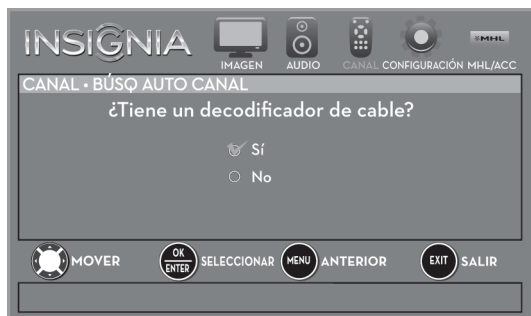 INSIGNIA
IMAGEN AUDIO CANAL CONFIGURACIÓN MHL/ACC
MHL
CANAL • BÚSQ AUTO CANAL
¿Tiene un decodificador de cable?
Sí
No
MOVER OK ENTER SELECCIONAR MENU ANTERIOR EXIT SALIR